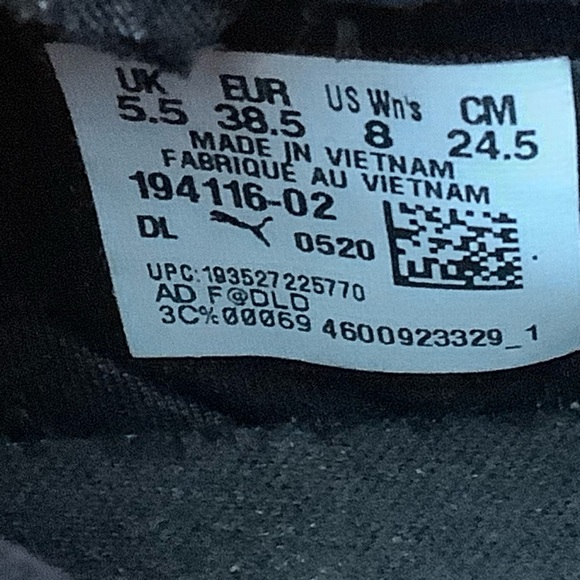 UK EUR US Wn's CM
5.5 38.5 8 24.5
MADE IN VIETNAM
FABRIQUE AU VIETNAM
194116-02
DL 0520
UPC:193527225770
AD F@DLD
3C%00069 4600923329_1